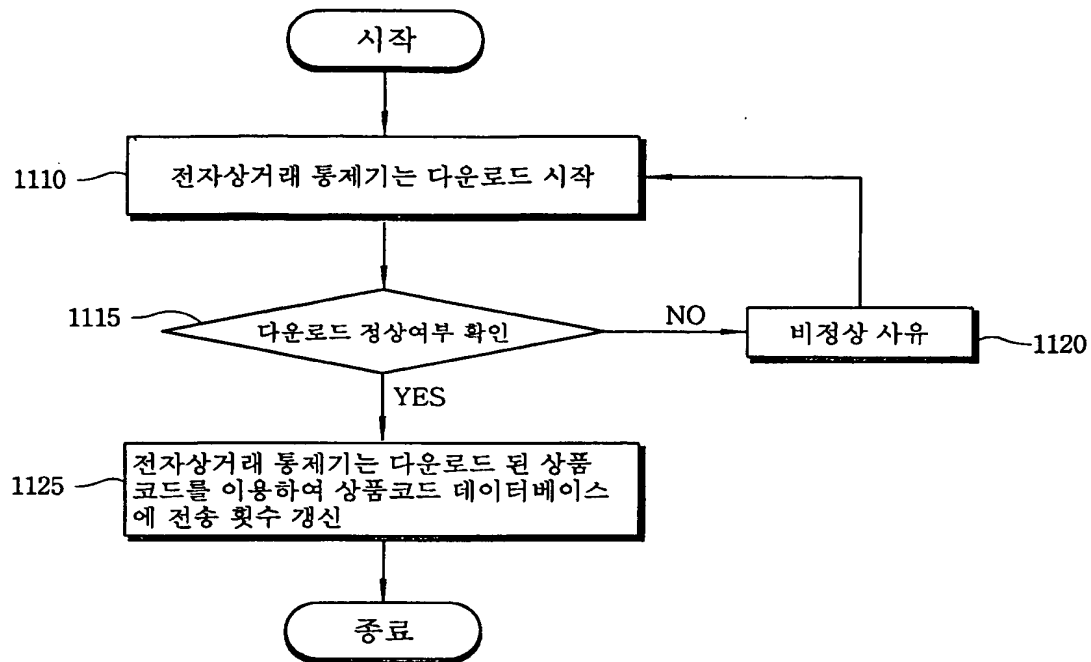 시작
1110
전자상거래 통제기는 다운로드 시작
1115
다운로드 정상여부 확인
NO
비정상 사유
1120
YES
1125
전자상거래 통제기는 다운로드 된 상품
코드를 이용하여 상품코드 데이터베이스
에 전송 횟수 갱신
종료